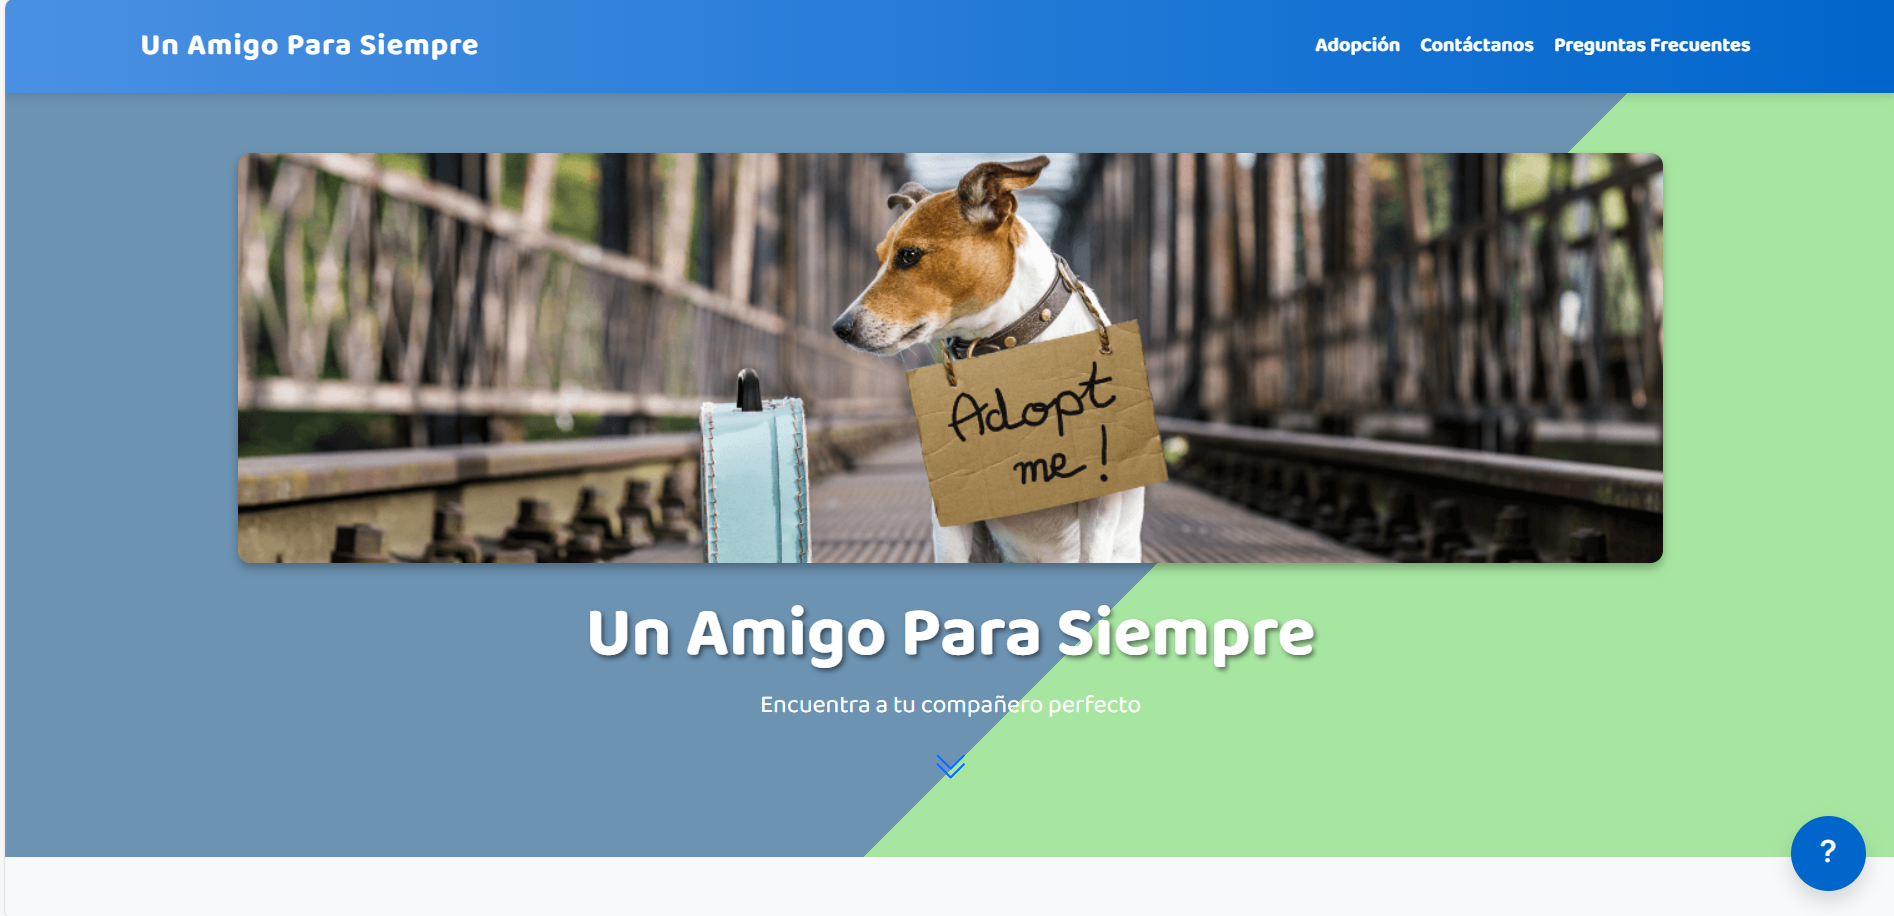 Un Amigo Para Siempre
Adopción Contáctanos Preguntas Frecuentes
Adopt
me!
Un Amigo Para Siempre
Encuentra a tu compañero perfecto
?